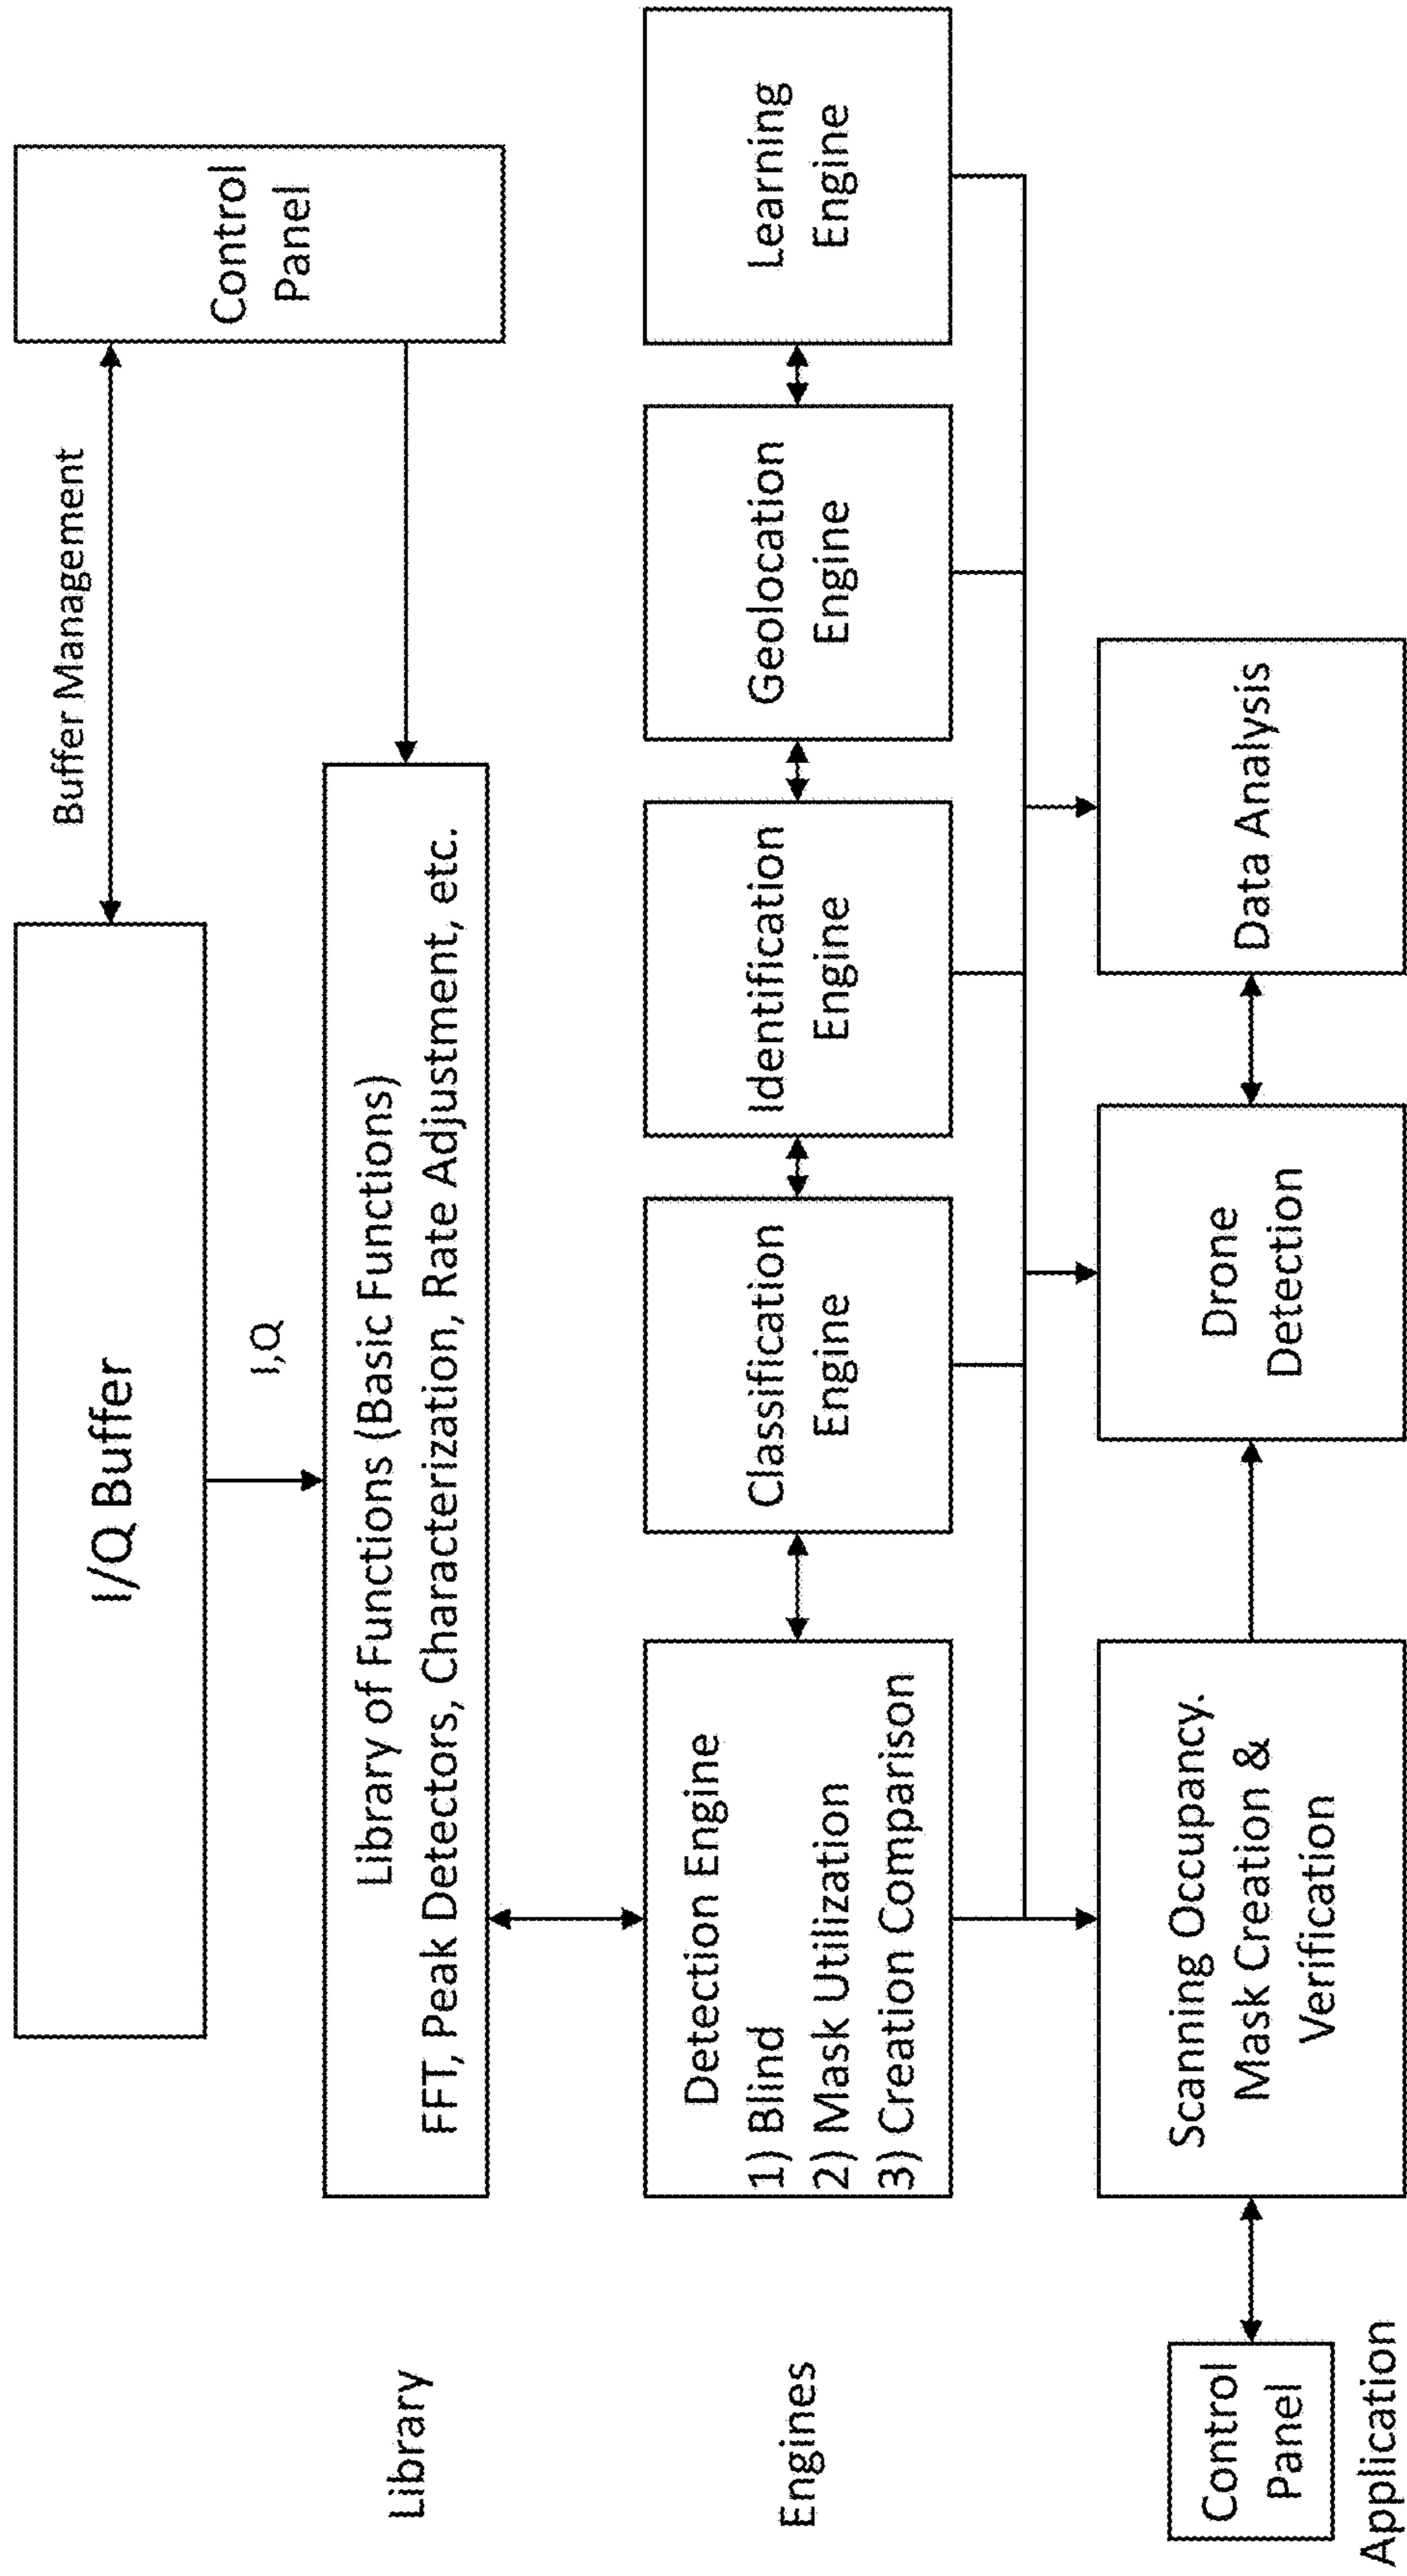 I/Q Buffer
Buffer Management
Control
Panel
I,Q
Library
Library of Functions (Basic Functions)
FFT, Peak Detectors, Characterization, Rate Adjustment, etc.
Engines
Detection Engine
1) Blind
2) Mask Utilization
3) Creation Comparison
Classification
Engine
Identification
Engine
Geolocation
Engine
Learning
Engine
Control
Panel
Application
Scanning Occupancy.
Mask Creation &
Verification
Drone
Detection
Data Analysis